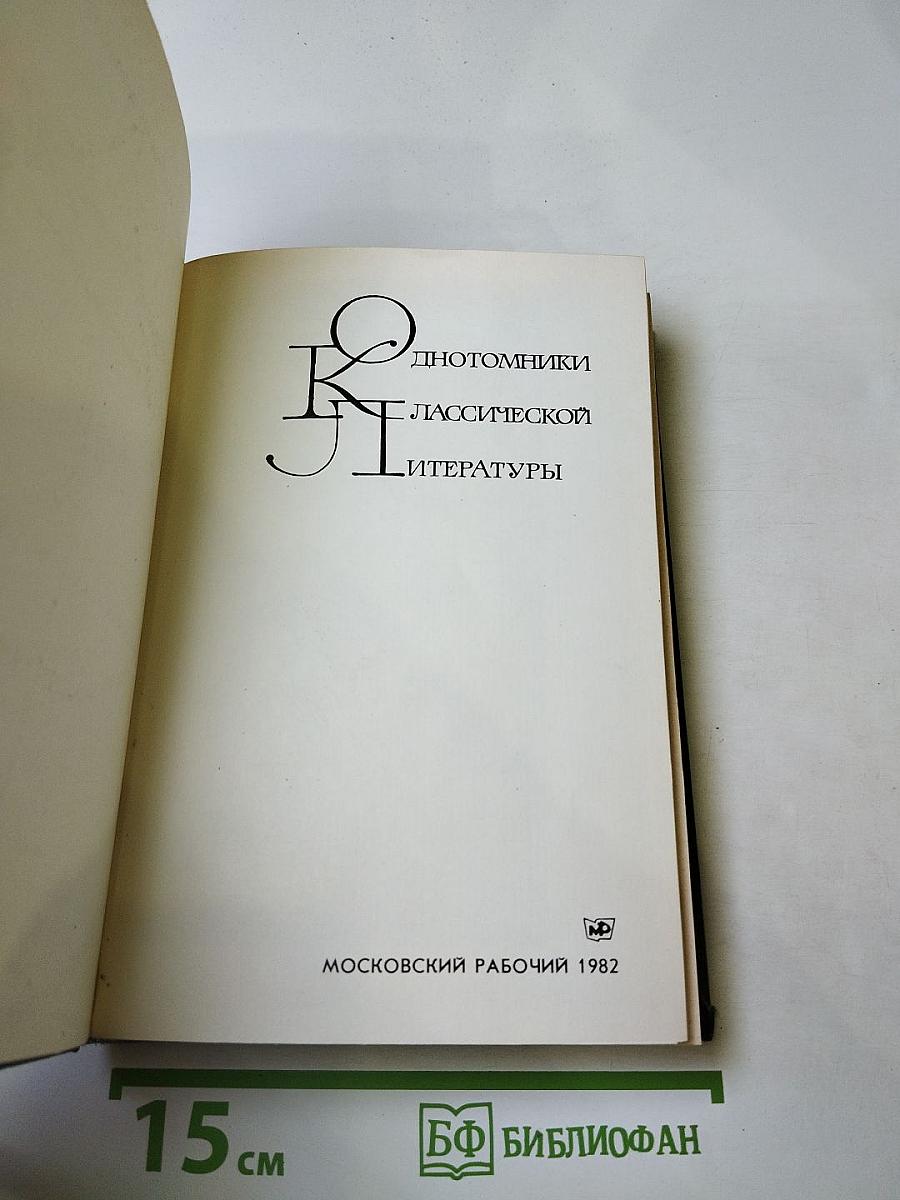 ОДНОТОМНИКИ
КЛАССИЧЕСКОЙ
ЛИТЕРАТУРЫ
МР
МОСКОВСКИЙ РАБОЧИЙ 1982
15 см
БФ БИБЛИОФАН